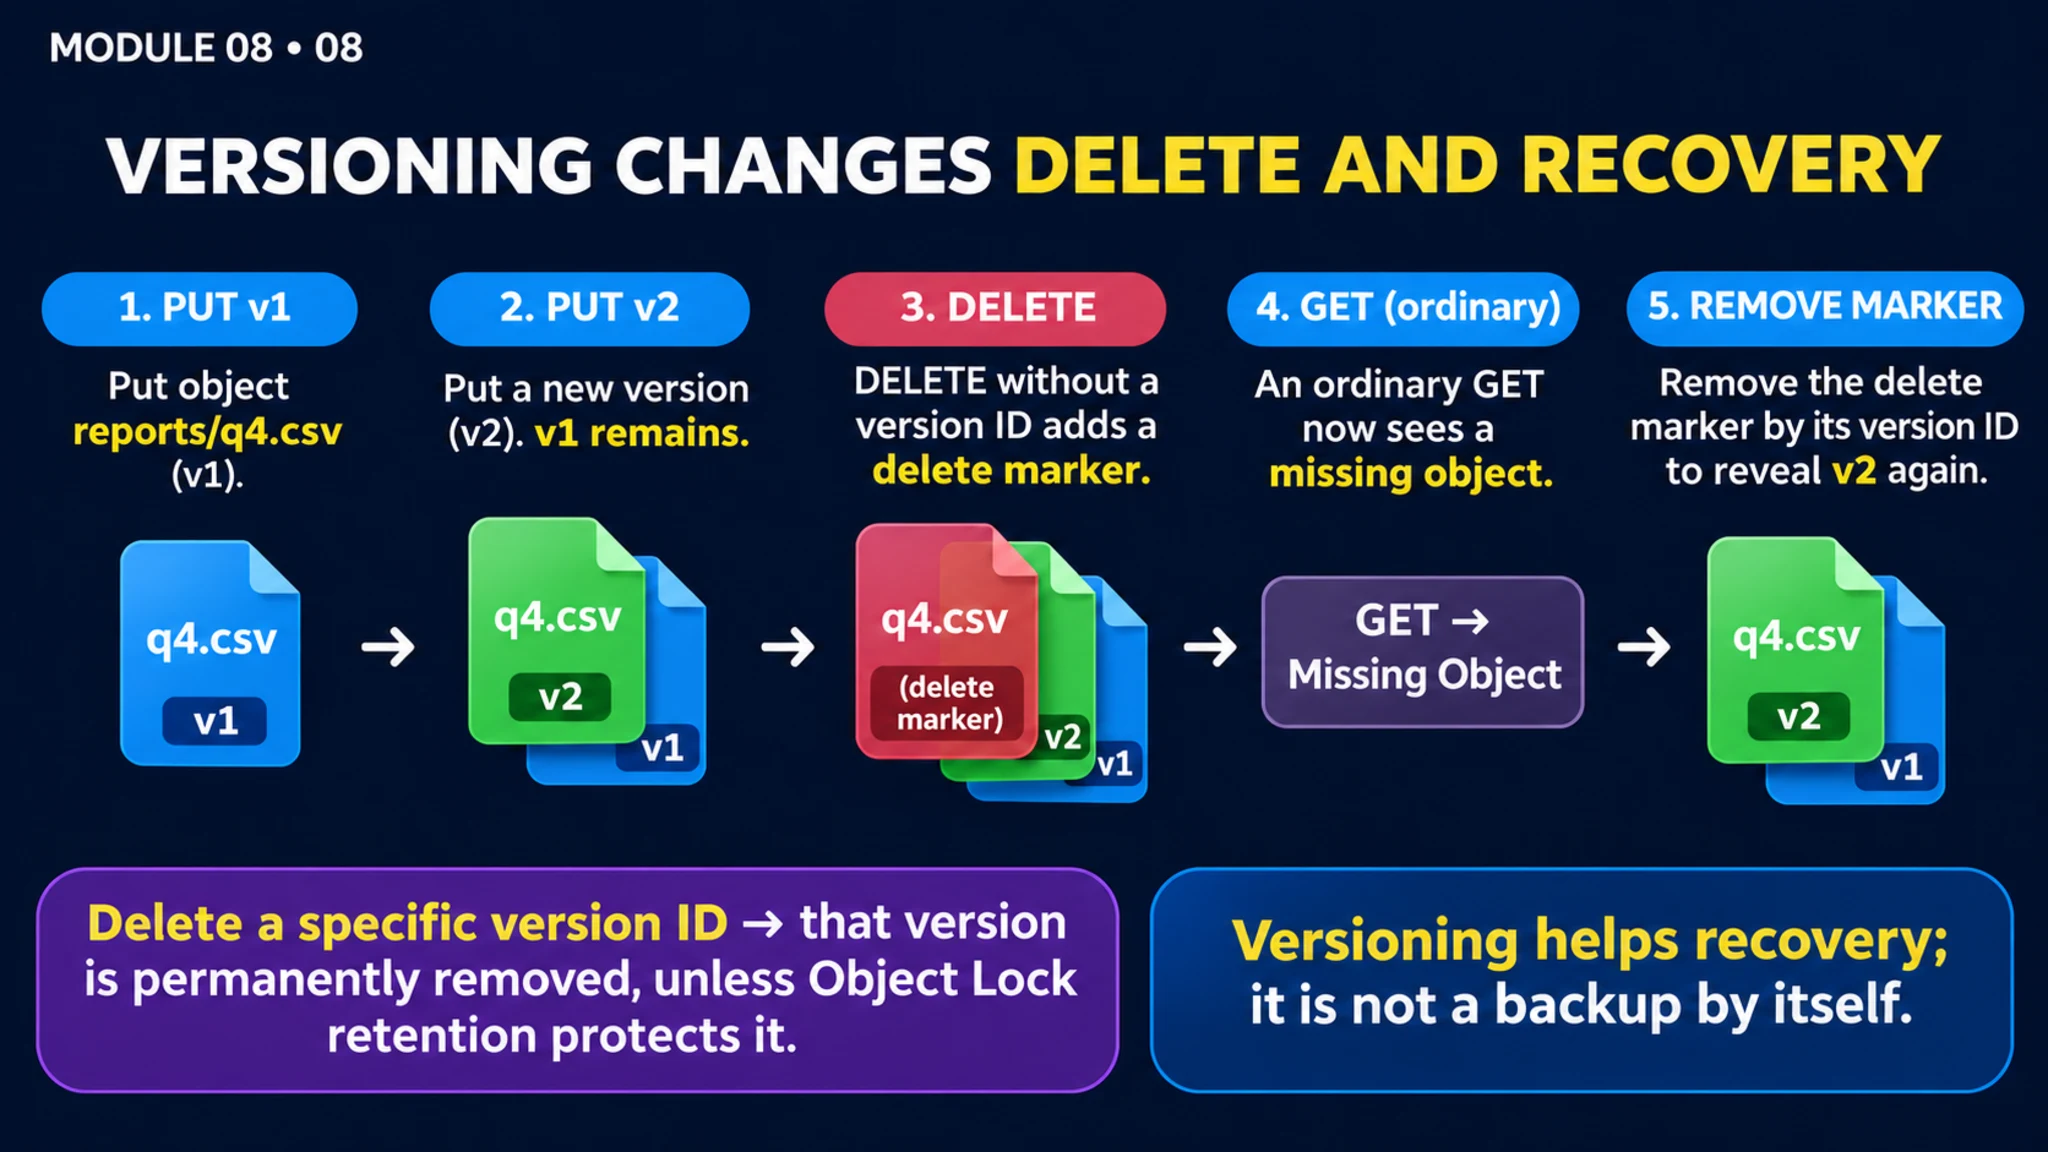 MODULE 08 • 08
VERSIONING CHANGES DELETE AND RECOVERY
1. PUT v1
Put object
reports/q4.csv
(v1).
q4.csv
v1
→
2. PUT v2
Put a new version
(v2). v1 remains.
q4.csv
v2
v1
→
3. DELETE
DELETE without a
version ID adds a
delete marker.
q4.csv
(delete
marker)
v2
v1
→
4. GET (ordinary)
An ordinary GET
now sees a
missing object.
GET →
Missing Object
→
5. REMOVE MARKER
Remove the delete
marker by its version ID
to reveal v2 again.
q4.csv
v2
v1
Delete a specific version ID → that version
is permanently removed, unless Object Lock
retention protects it.
Versioning helps recovery;
it is not a backup by itself.